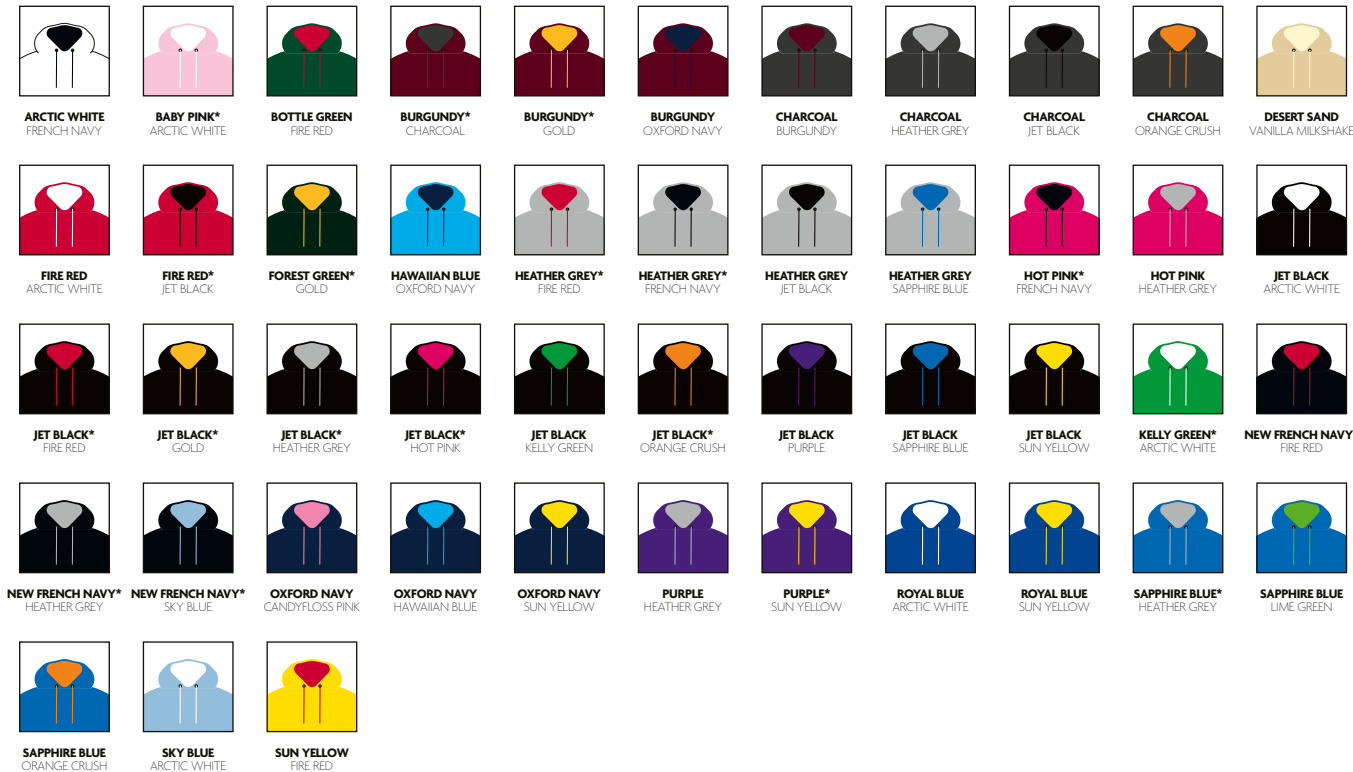 ARCTIC WHITE
FRENCH NAVY
BABY PINK*
ARCTIC WHITE
BOTTLE GREEN
FIRE RED
BURGUNDY*
CHARCOAL
BURGUNDY*
GOLD
BURGUNDY
OXFORD NAVY
CHARCOAL
BURGUNDY
CHARCOAL
HEATHER GREY
CHARCOAL
JET BLACK
CHARCOAL
ORANGE CRUSH
DESERT SAND
VANILLA MILKSHAKE
FIRE RED
ARCTIC WHITE
FIRE RED*
JET BLACK
FOREST GREEN*
GOLD
HAWAIIAN BLUE
OXFORD NAVY
HEATHER GREY*
FIRE RED
HEATHER GREY*
FRENCH NAVY
HEATHER GREY
JET BLACK
HEATHER GREY
SAPPHIRE BLUE
HOT PINK*
FRENCH NAVY
HOT PINK
HEATHER GREY
JET BLACK
ARCTIC WHITE
JET BLACK*
FIRE RED
JET BLACK*
GOLD
JET BLACK*
HEATHER GREY
JET BLACK*
HOT PINK
JET BLACK
KELLY GREEN
JET BLACK*
ORANGE CRUSH
JET BLACK
PURPLE
JET BLACK
SAPPHIRE BLUE
JET BLACK
SUN YELLOW
KELLY GREEN*
ARCTIC WHITE
NEW FRENCH NAVY
FIRE RED
NEW FRENCH NAVY*
HEATHER GREY
NEW FRENCH NAVY*
SKY BLUE
OXFORD NAVY
CANDYFLOSS PINK
OXFORD NAVY
HAWAIIAN BLUE
OXFORD NAVY
SUN YELLOW
PURPLE
HEATHER GREY
PURPLE*
SUN YELLOW
ROYAL BLUE
ARCTIC WHITE
ROYAL BLUE
SUN YELLOW
SAPPHIRE BLUE*
HEATHER GREY
SAPPHIRE BLUE
LIME GREEN
SAPPHIRE BLUE
ORANGE CRUSH
SKY BLUE
ARCTIC WHITE
SUN YELLOW
FIRE RED